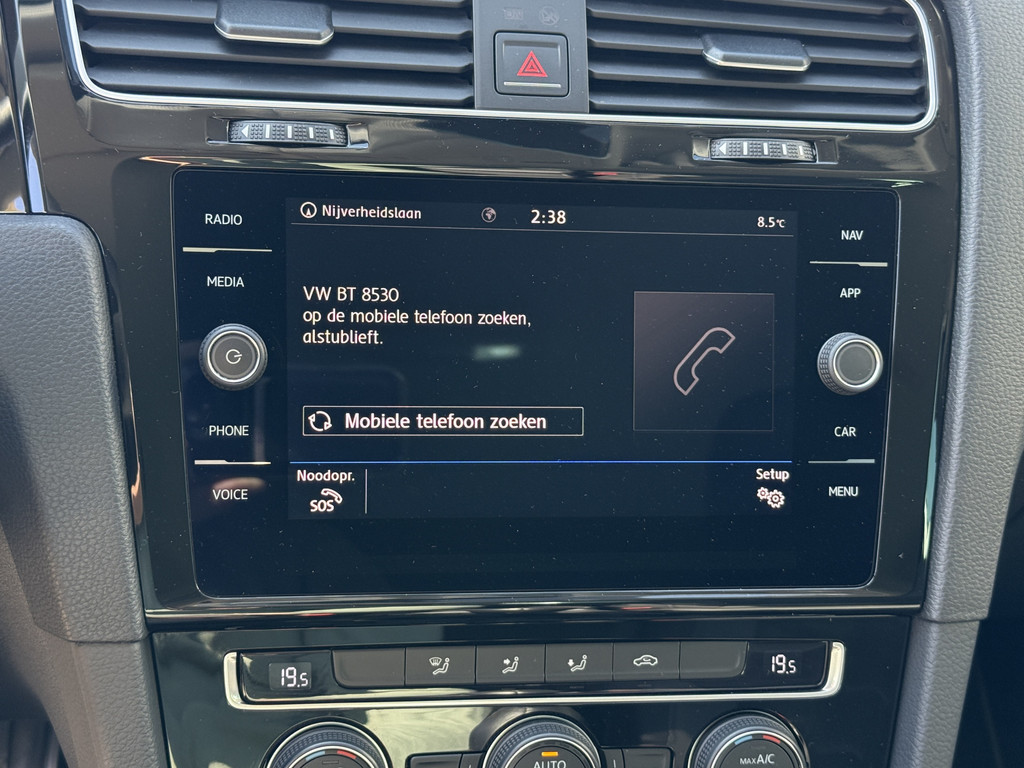 RADIO
MEDIA
PHONE
VOICE
Nijverheidslaan 2:38 8.5°C
VW BT 8530
op de mobiele telefoon zoeken,
alstublieft.
Mobiele telefoon zoeken
Noodopr.
SOS
Setup
NAV
APP
CAR
MENU
19.5 19.5
AUTO
MAX A/C